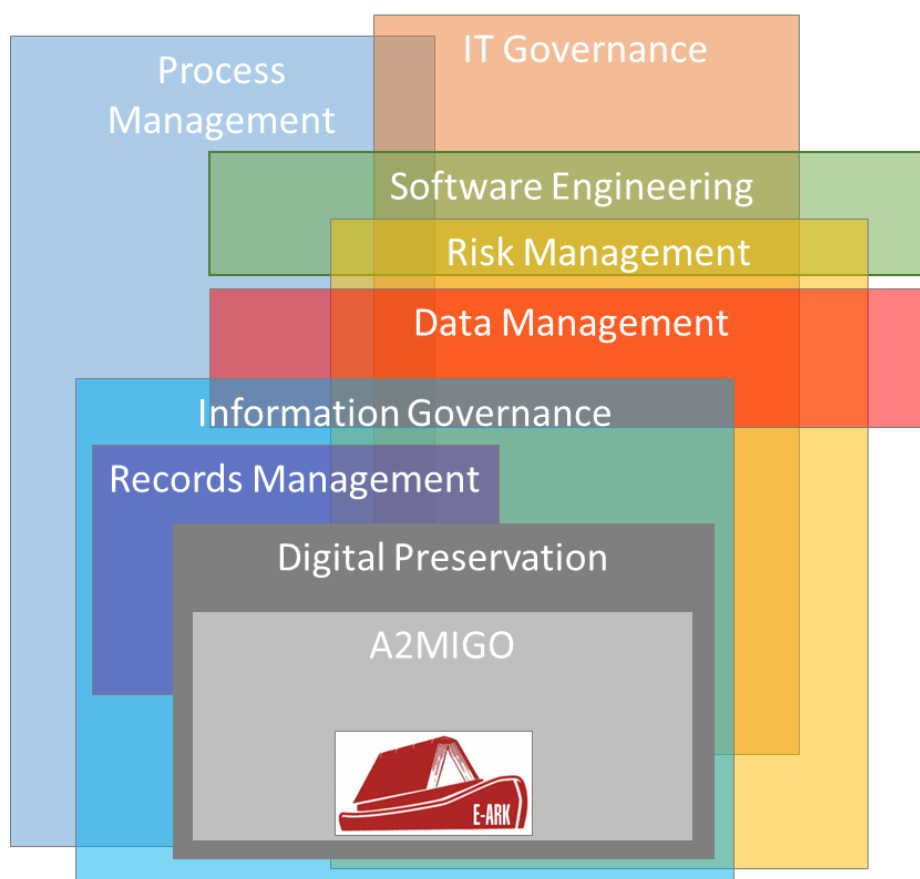 IT Governance
Process
Management
Software Engineering
Risk Management
Data Management
Information Governance
Records Management
Digital Preservation
A2MIGO
E-ARK